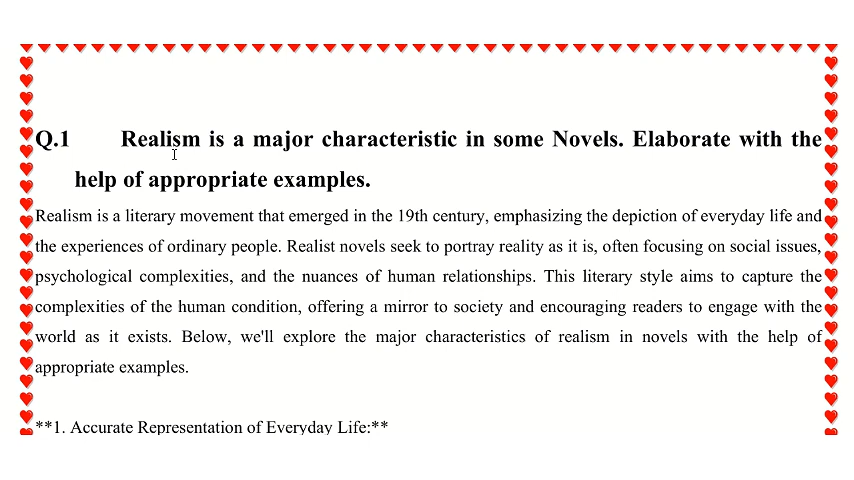 Q.1 Realism is a major characteristic in some Novels. Elaborate with the
help of appropriate examples.
Realism is a literary movement that emerged in the 19th century, emphasizing the depiction of everyday life and
the experiences of ordinary people. Realist novels seek to portray reality as it is, often focusing on social issues,
psychological complexities, and the nuances of human relationships. This literary style aims to capture the
complexities of the human condition, offering a mirror to society and encouraging readers to engage with the
world as it exists. Below, we'll explore the major characteristics of realism in novels with the help of
appropriate examples.
**1. Accurate Representation of Everyday Life:**